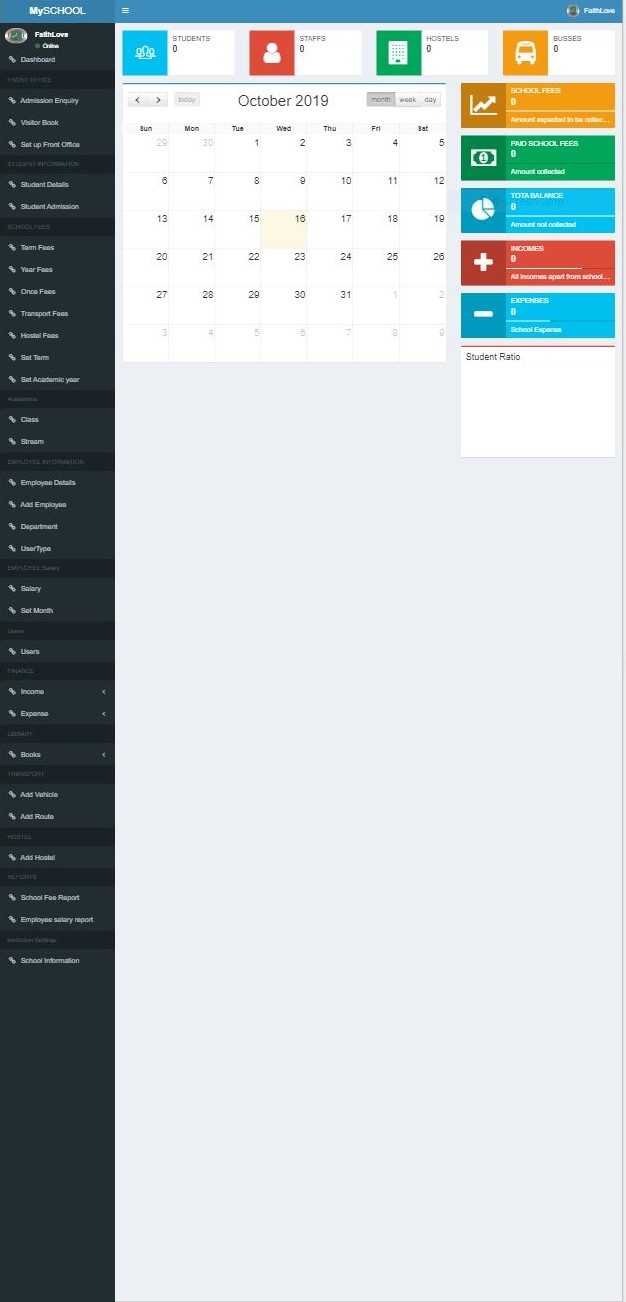 MySCHOOL
FaithLove
FaithLove
Online
Dashboard
FRONT OFFICE
Admission Enquiry
Visitor Book
Set up Front Office
STUDENT INFORMATION
Student Details
Student Admission
SCHOOL FEES
Term Fees
Year Fees
Once Fees
Transport Fees
Hostel Fees
Set Term
Set Academic year
Academics
Class
Stream
EMPLOYEE INFORMATION
Employee Details
Add Employee
Department
UserType
EMPLOYEE Salary
Salary
Set Month
Users
Users
FINANCE
Income
Expense
LIBRARY
Books
TRANSPORT
Add Vehicle
Add Route
HOSTEL
Add Hostel
REPORTS
School Fee Report
Employee salary report
Institution Settings
School Information
STUDENTS
0
STAFFS
0
HOSTELS
0
BUSSES
0
today
October 2019
month week day
Sun Mon Tue Wed Thu Fri Sat
29 30 1 2 3 4 5
6 7 8 9 10 11 12
13 14 15 16 17 18 19
20 21 22 23 24 25 26
27 28 29 30 31 1 2
3 4 5 6 7 8 9
SCHOOL FEES
0
Amount expected to be collec...
PAID SCHOOL FEES
0
Amount collected
TOTA BALANCE
0
Amount not collected
INCOMES
0
All incomes apart from school...
EXPENSES
0
School Expense
Student Ratio